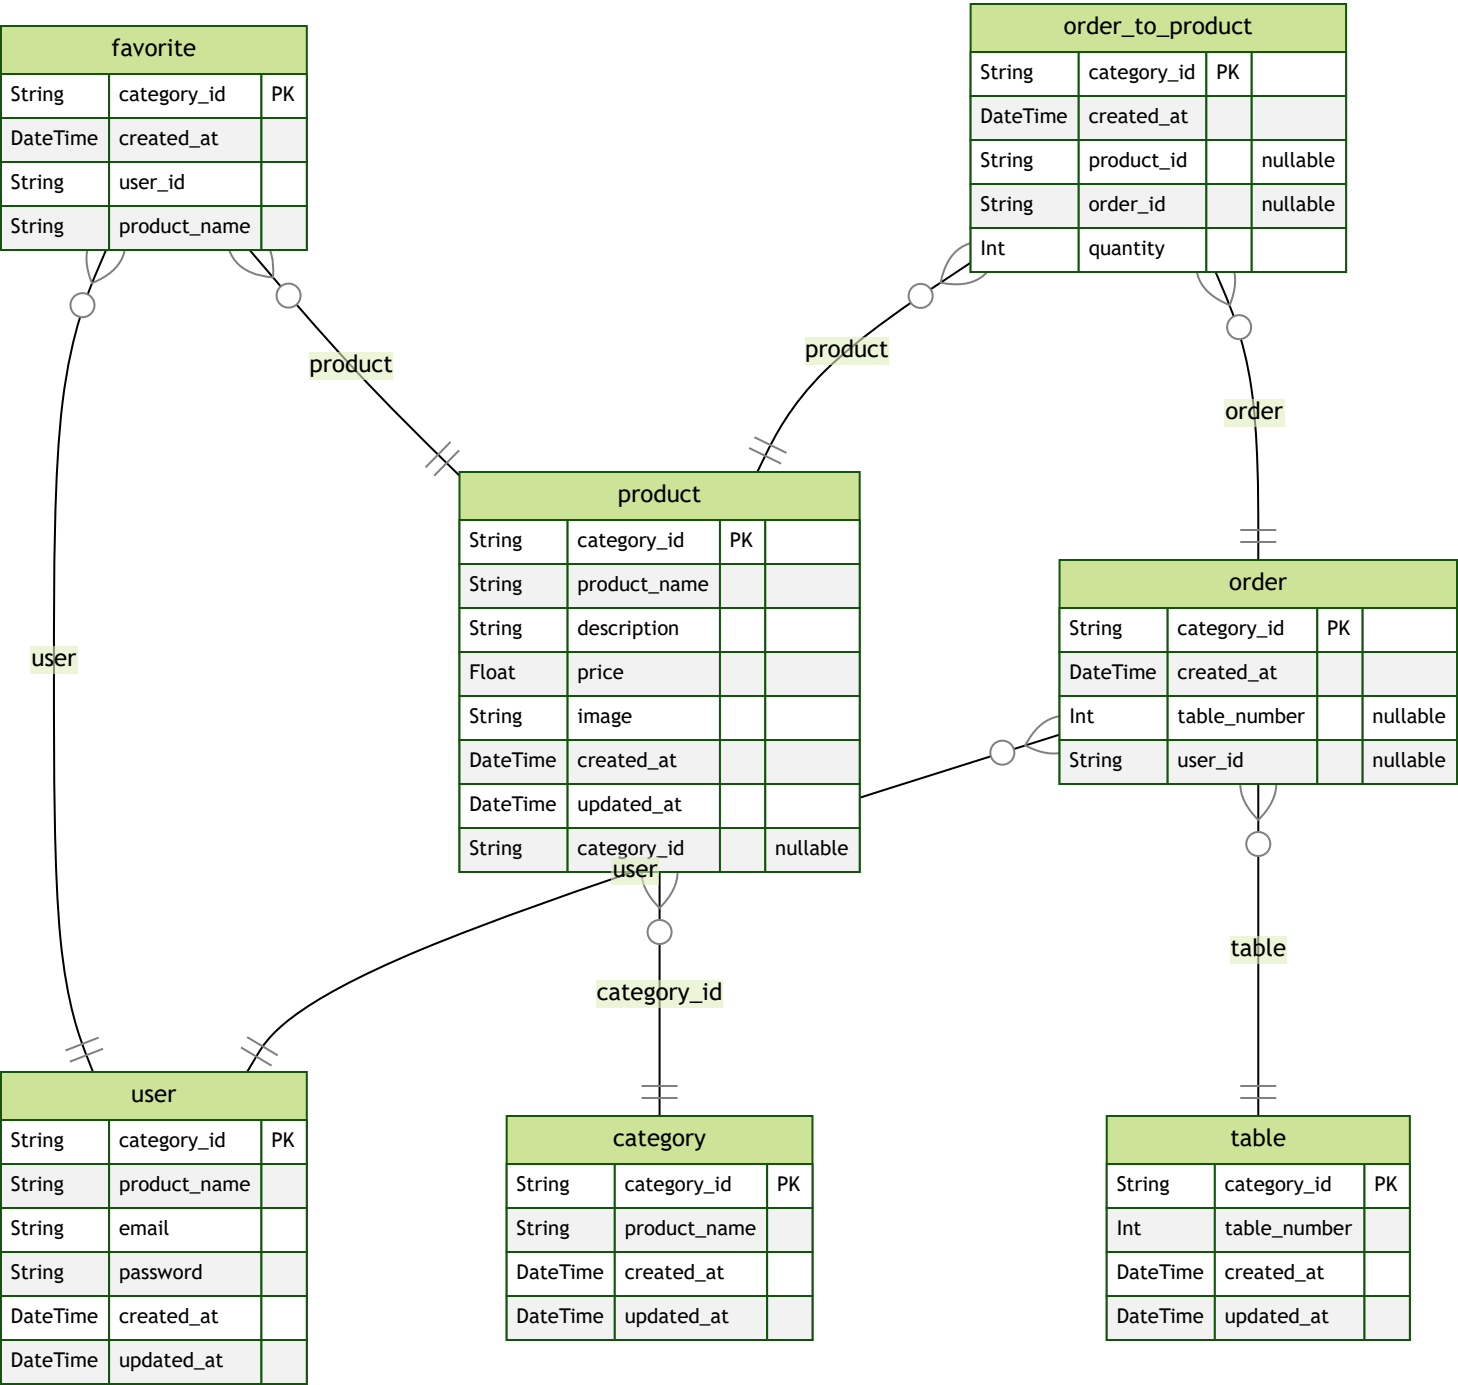 favorite
String category_id PK
DateTime created_at
String user_id
String product_name
order_to_product
String category_id PK
DateTime created_at
String product_id nullable
String order_id nullable
Int quantity
product
product
order
user
product
String category_id PK
String product_name
String description
Float price
String image
DateTime created_at
DateTime updated_at
String category_id nullable
order
String category_id PK
DateTime created_at
Int table_number nullable
String user_id nullable
user
category_id
table
user
String category_id PK
String product_name
String email
String password
DateTime created_at
DateTime updated_at
category
String category_id PK
String product_name
DateTime created_at
DateTime updated_at
table
String category_id PK
Int table_number
DateTime created_at
DateTime updated_at